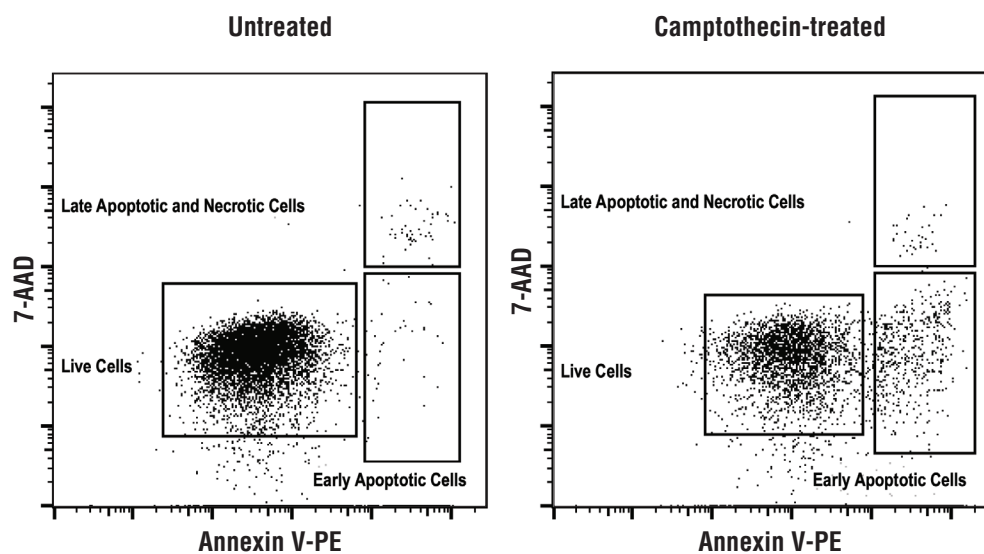 Untreated
Camptothecin-treated
Late Apoptotic and Necrotic Cells
Late Apoptotic and Necrotic Cells
7-AAD
7-AAD
Live Cells
Live Cells
Early Apoptotic Cells
Early Apoptotic Cells
Annexin V-PE
Annexin V-PE